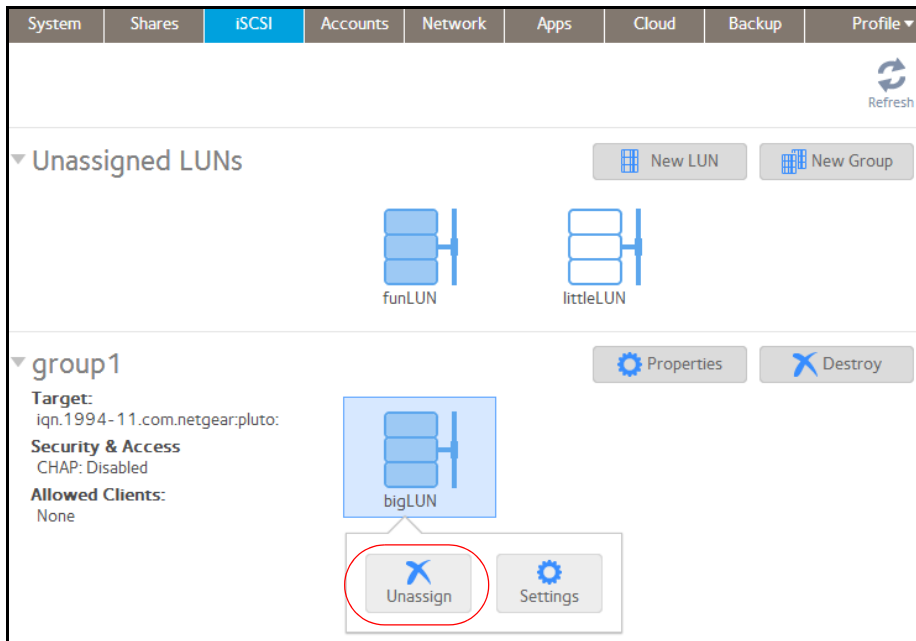 System Shares iSCSI Accounts Network Apps Cloud Backup Profile
Refresh
Unassigned LUNs
New LUN
New Group
funLUN
littleLUN
group1
Properties
Destroy
Target:
iqn.1994-11.com.netgear:pluto:
Security & Access
CHAP: Disabled
Allowed Clients:
None
bigLUN
Unassign
Settings